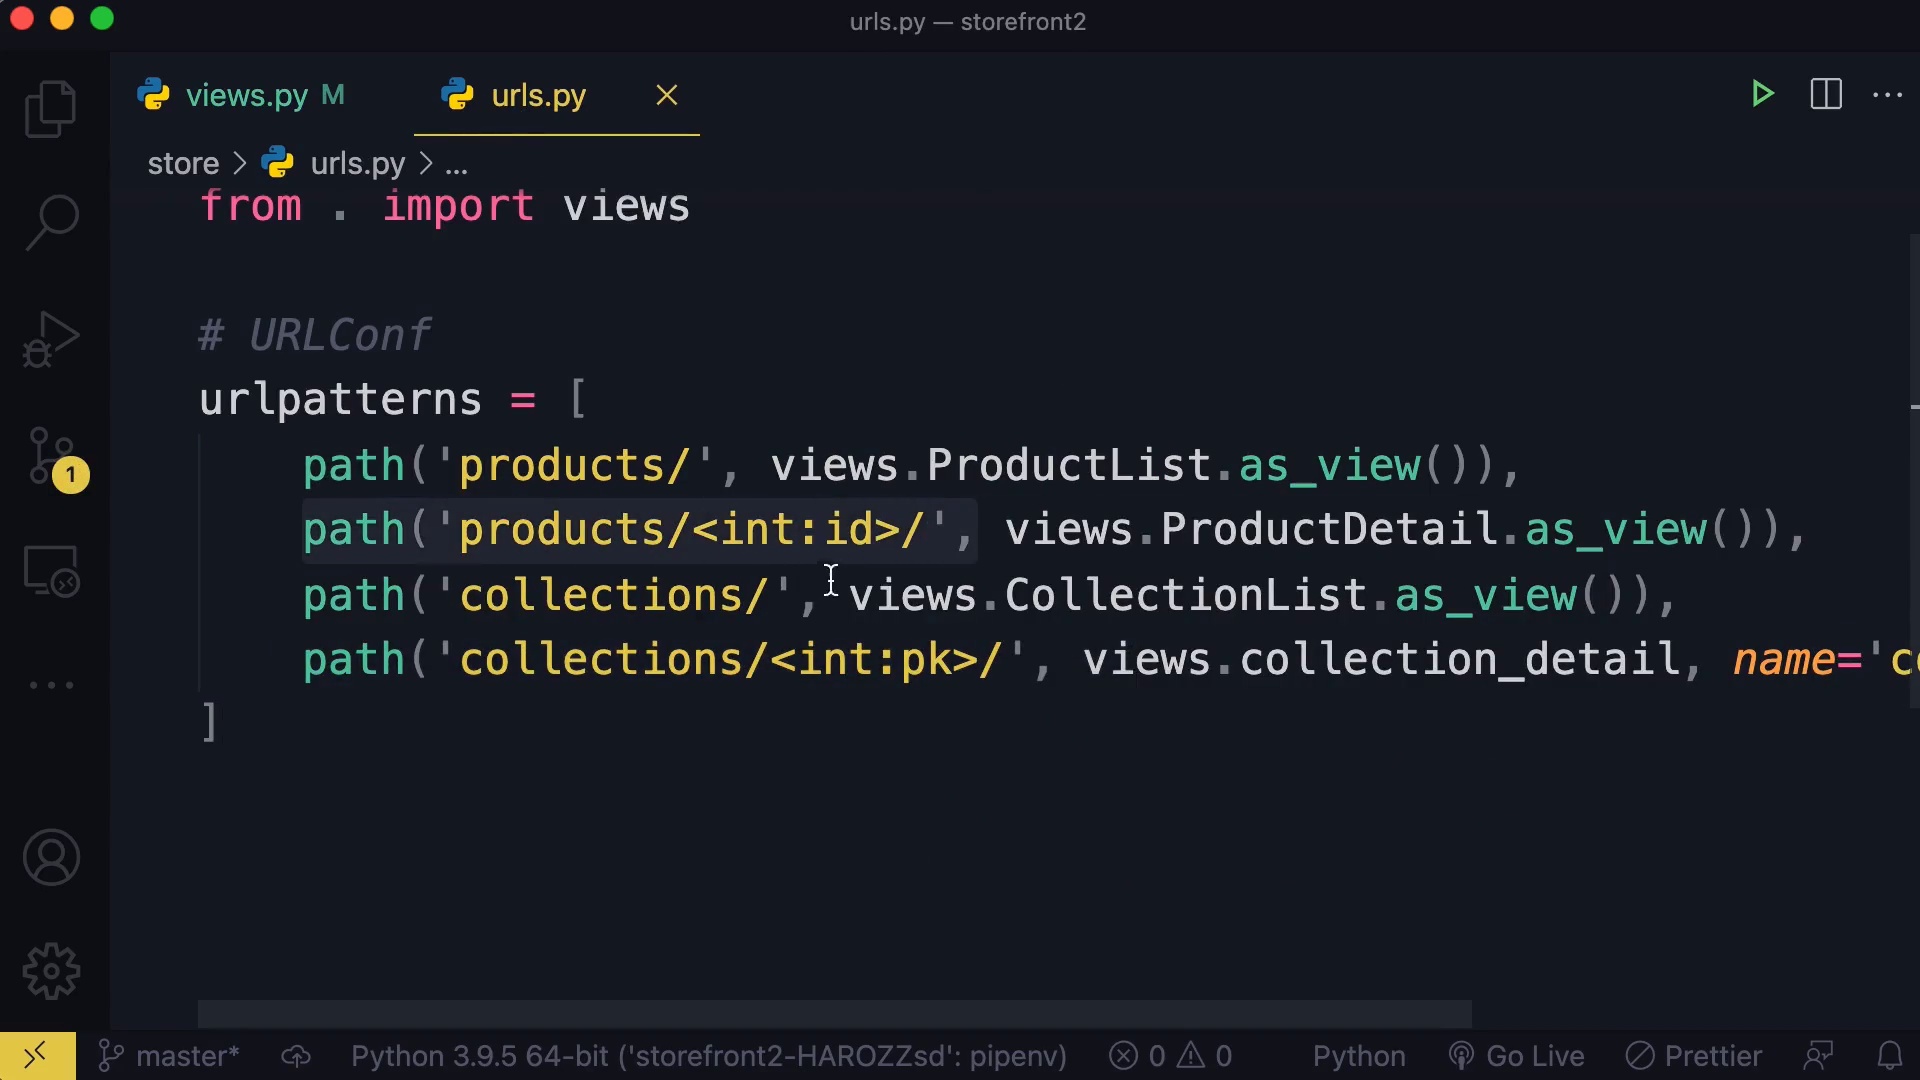 urls.py — storefront2
views.py M urls.py
store > urls.py > ...
from . import views
# URLConf
urlpatterns = [
path('products/', views.ProductList.as_view()),
path('products/<int:id>/', views.ProductDetail.as_view()),
path('collections/', views.CollectionList.as_view()),
path('collections/<int:pk>/', views.collection_detail, name='c
]
1
master* Python 3.9.5 64-bit ('storefront2-HAROZZsd': pipenv) 0 0 Python Go Live Prettier